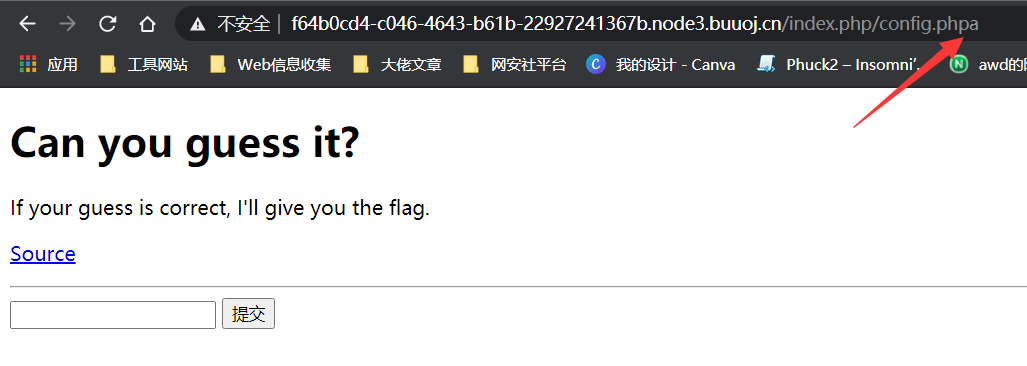 不安全 f64b0cd4-c046-4643-b61b-22927241367b.node3.buuoj.cn/index.php/config.phpa
应用 工具网站 Web信息收集 大佬文章 网安社平台 我的设计 - Canva Phuck2 – Insomni'... awd的
Can you guess it?
If your guess is correct, I'll give you the flag.
Source
提交